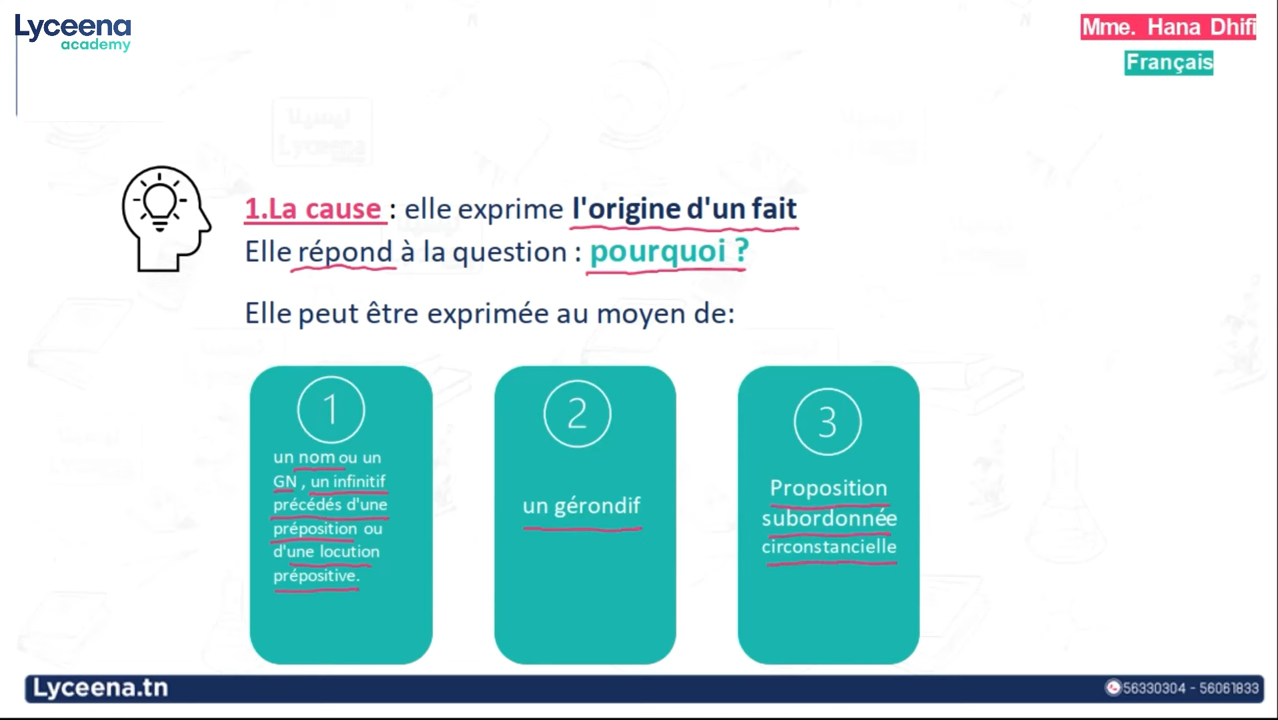 Lyceena
academy
Mme. Hana Dhifi
Français
1.La cause : elle exprime l'origine d'un fait
Elle répond à la question : pourquoi ?
Elle peut être exprimée au moyen de:
1
un nom ou un
GN , un infinitif
précédés d'une
préposition ou
d'une locution
prépositive.
2
un gérondif
3
Proposition
subordonnée
circonstancielle
Lyceena.tn
56330304 - 56061833